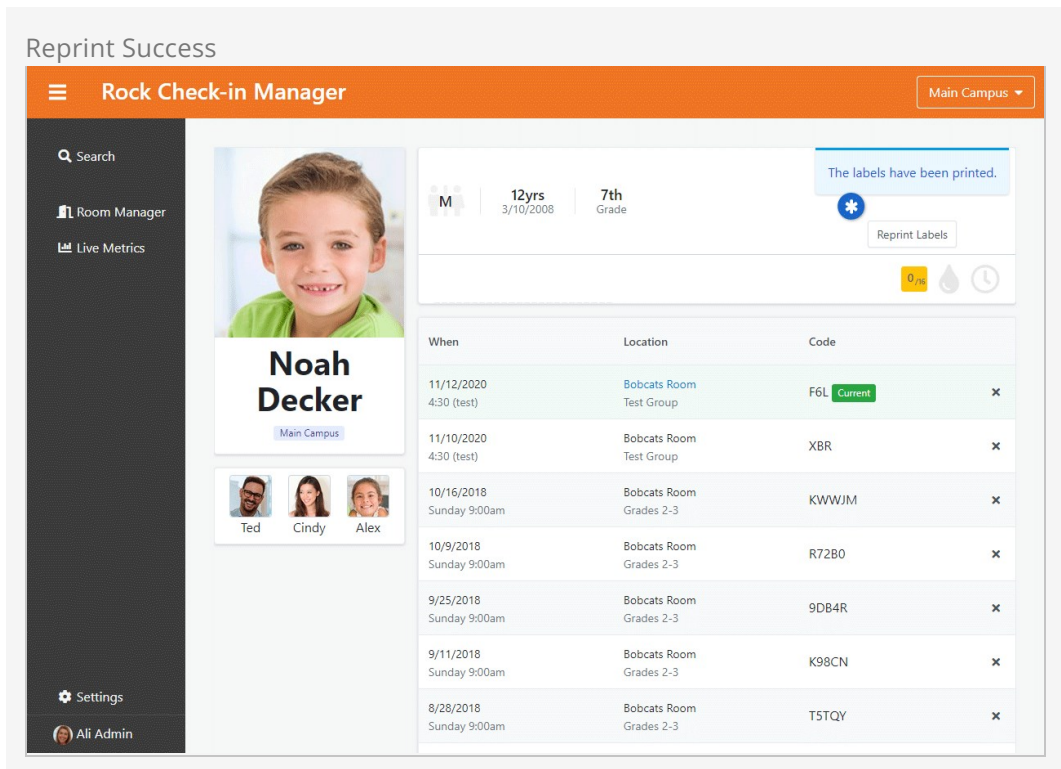 Reprint Success
Rock Check-in Manager
Main Campus
Search
Room Manager
Live Metrics
Settings
Ali Admin
Noah
Decker
Main Campus
Ted Cindy Alex
M 12yrs 7th
3/10/2008 Grade
The labels have been printed.
Reprint Labels
0/16
When Location Code
11/12/2020 Bobcats Room F6L Current
4:30 (test) Test Group
11/10/2020 Bobcats Room XBR
4:30 (test) Test Group
10/16/2018 Bobcats Room KWWJM
Sunday 9:00am Grades 2-3
10/9/2018 Bobcats Room R72B0
Sunday 9:00am Grades 2-3
9/25/2018 Bobcats Room 9DB4R
Sunday 9:00am Grades 2-3
9/11/2018 Bobcats Room K98CN
Sunday 9:00am Grades 2-3
8/28/2018 Bobcats Room T5TQY
Sunday 9:00am Grades 2-3